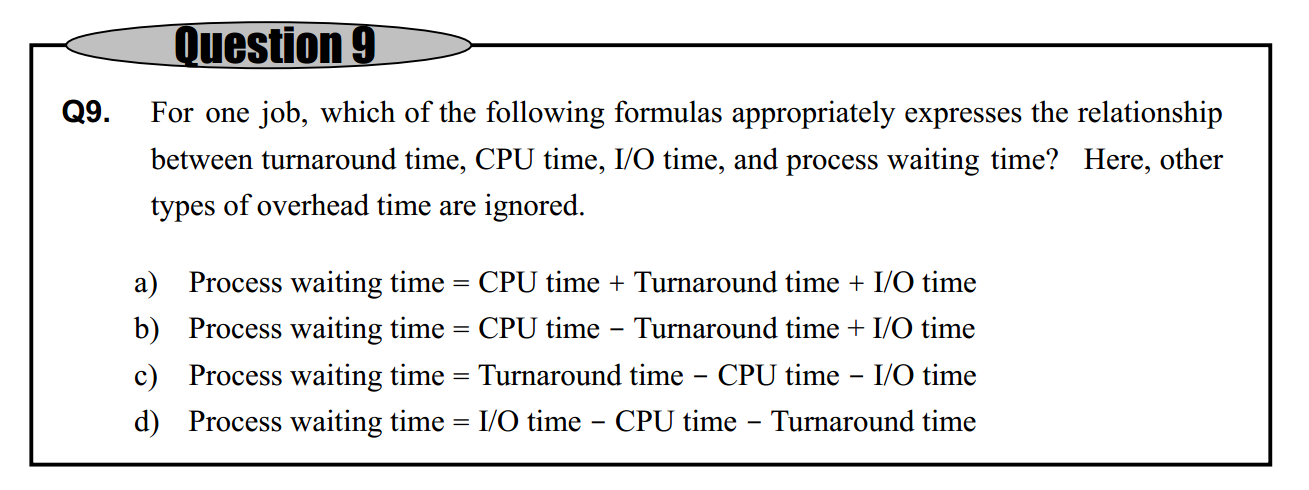 Question 9
Q9. For one job, which of the following formulas appropriately expresses the relationship
between turnaround time, CPU time, I/O time, and process waiting time? Here, other
types of overhead time are ignored.
a) Process waiting time = CPU time + Turnaround time + I/O time
b) Process waiting time = CPU time − Turnaround time + I/O time
c) Process waiting time = Turnaround time − CPU time − I/O time
d) Process waiting time = I/O time − CPU time − Turnaround time